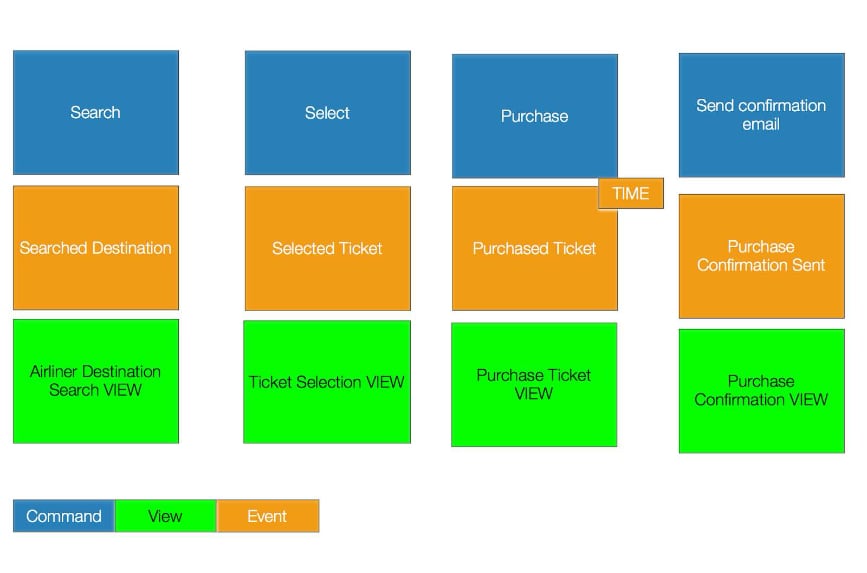 Search
Select
Purchase
Send confirmation
email
TIME
Searched Destination
Selected Ticket
Purchased Ticket
Purchase
Confirmation Sent
Airliner Destination
Search VIEW
Ticket Selection VIEW
Purchase Ticket
VIEW
Purchase
Confirmation VIEW
Command
View
Event